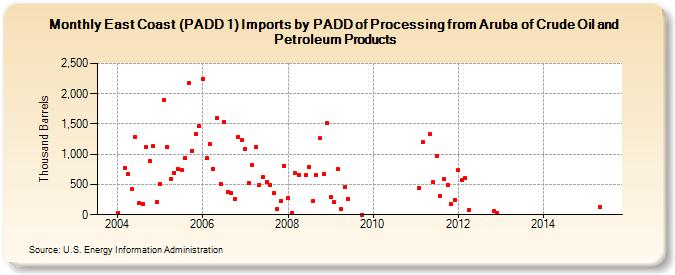 Monthly East Coast (PADD 1) Imports by PADD of Processing from Aruba of Crude Oil and
Petroleum Products
Thousand Barrels
2,500
2,000
1,500
1,000
500
0
2004 2006 2008 2010 2012 2014
Source: U.S. Energy Information Administration